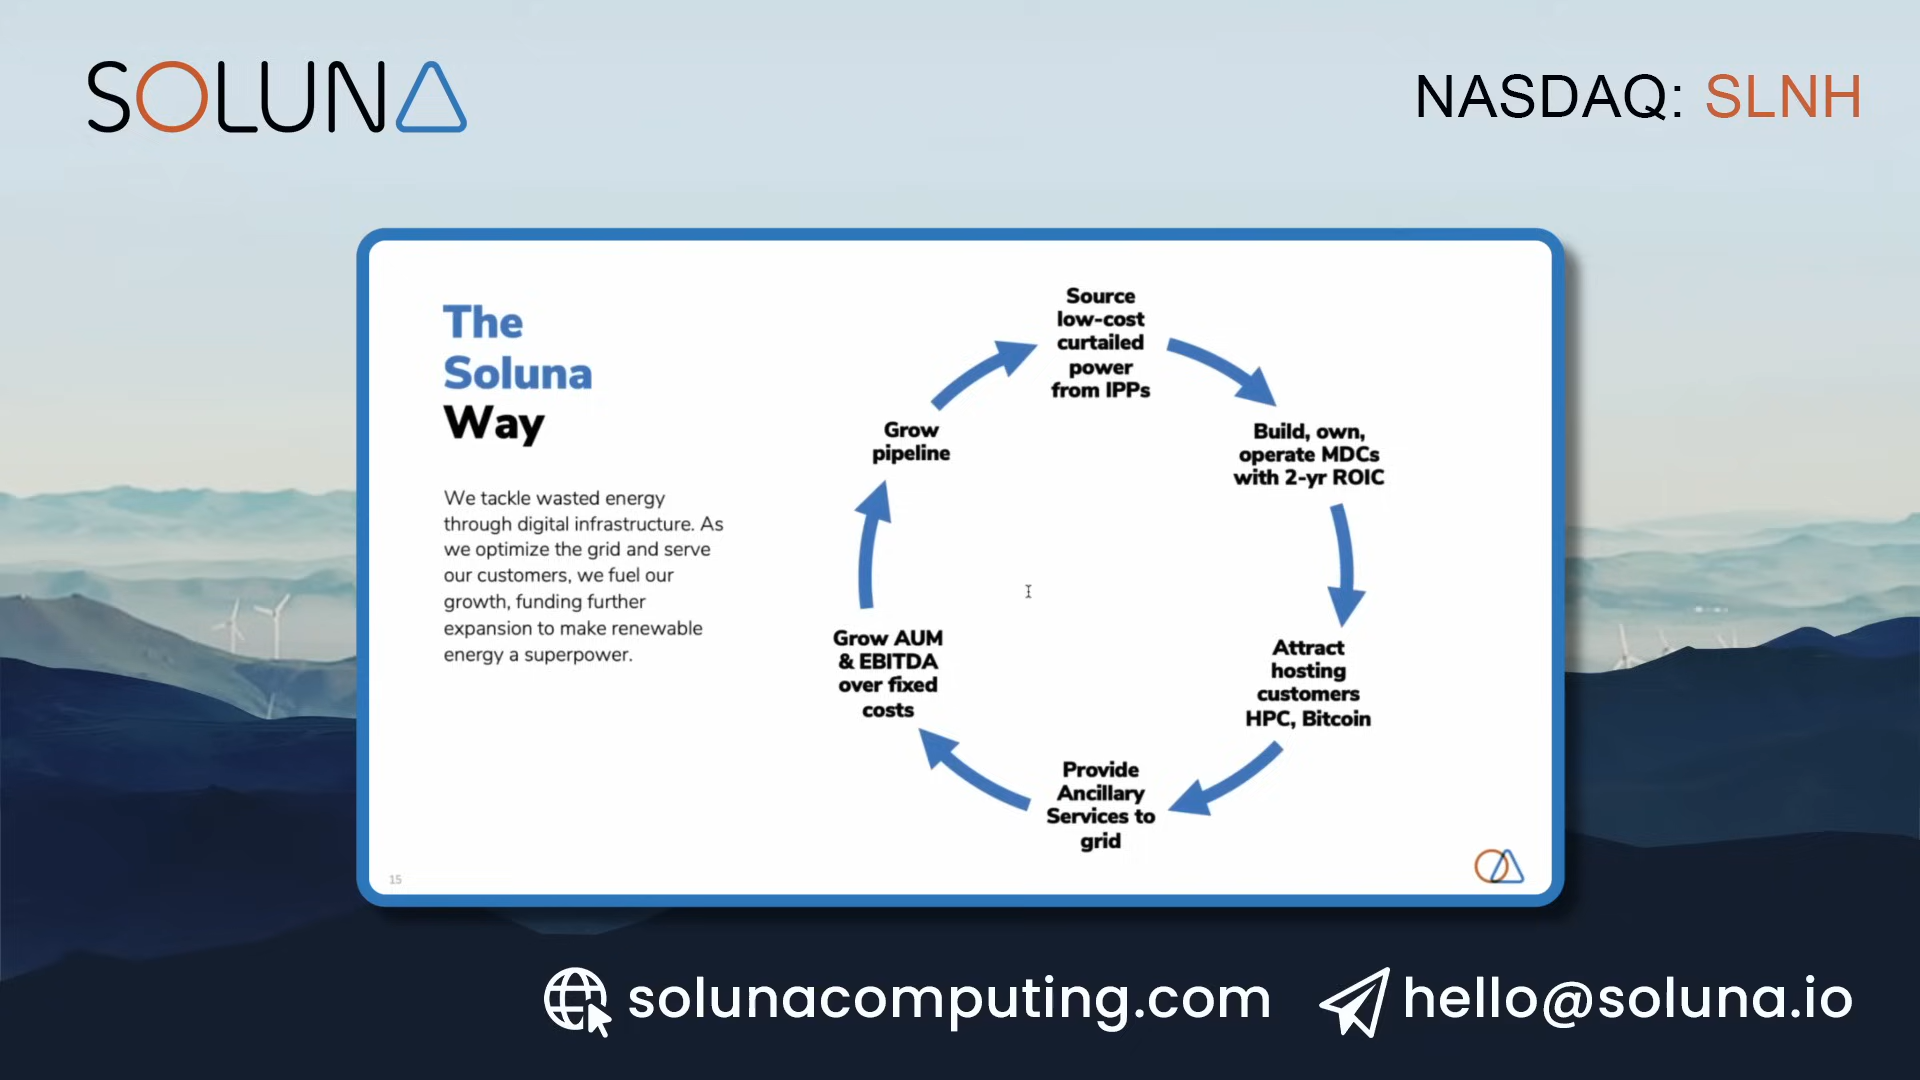 SOLUNA
NASDAQ: SLNH
The
Soluna
Way
We tackle wasted energy
through digital infrastructure. As
we optimize the grid and serve
our customers, we fuel our
growth, funding further
expansion to make renewable
energy a superpower.
Source
low-cost
curtailed
power
from IPPs
Build, own,
operate MDCs
with 2-yr ROIC
Attract
hosting
customers
HPC, Bitcoin
Provide
Ancillary
Services to
grid
Grow AUM
& EBITDA
over fixed
costs
Grow
pipeline
15
solunacomputing.com
hello@soluna.io